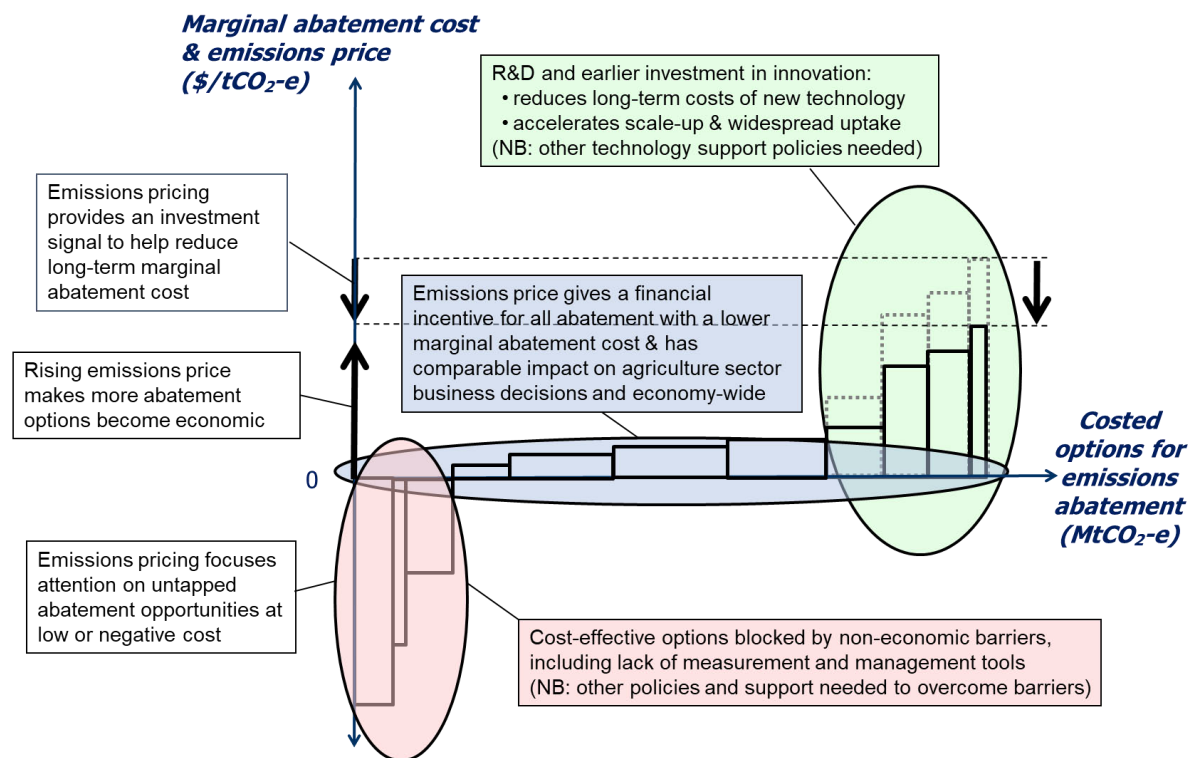 Marginal abatement cost
& emissions price
($/tCO₂-e)
R&D and earlier investment in innovation:
• reduces long-term costs of new technology
• accelerates scale-up & widespread uptake
(NB: other technology support policies needed)
Emissions pricing
provides an investment
signal to help reduce
long-term marginal
abatement cost
Emissions price gives a financial
incentive for all abatement with a lower
marginal abatement cost & has
comparable impact on agriculture sector
business decisions and economy-wide
Rising emissions price
makes more abatement
options become economic
0
Costed
options for
emissions
abatement
(MtCO₂-e)
Emissions pricing focuses
attention on untapped
abatement opportunities at
low or negative cost
Cost-effective options blocked by non-economic barriers,
including lack of measurement and management tools
(NB: other policies and support needed to overcome barriers)